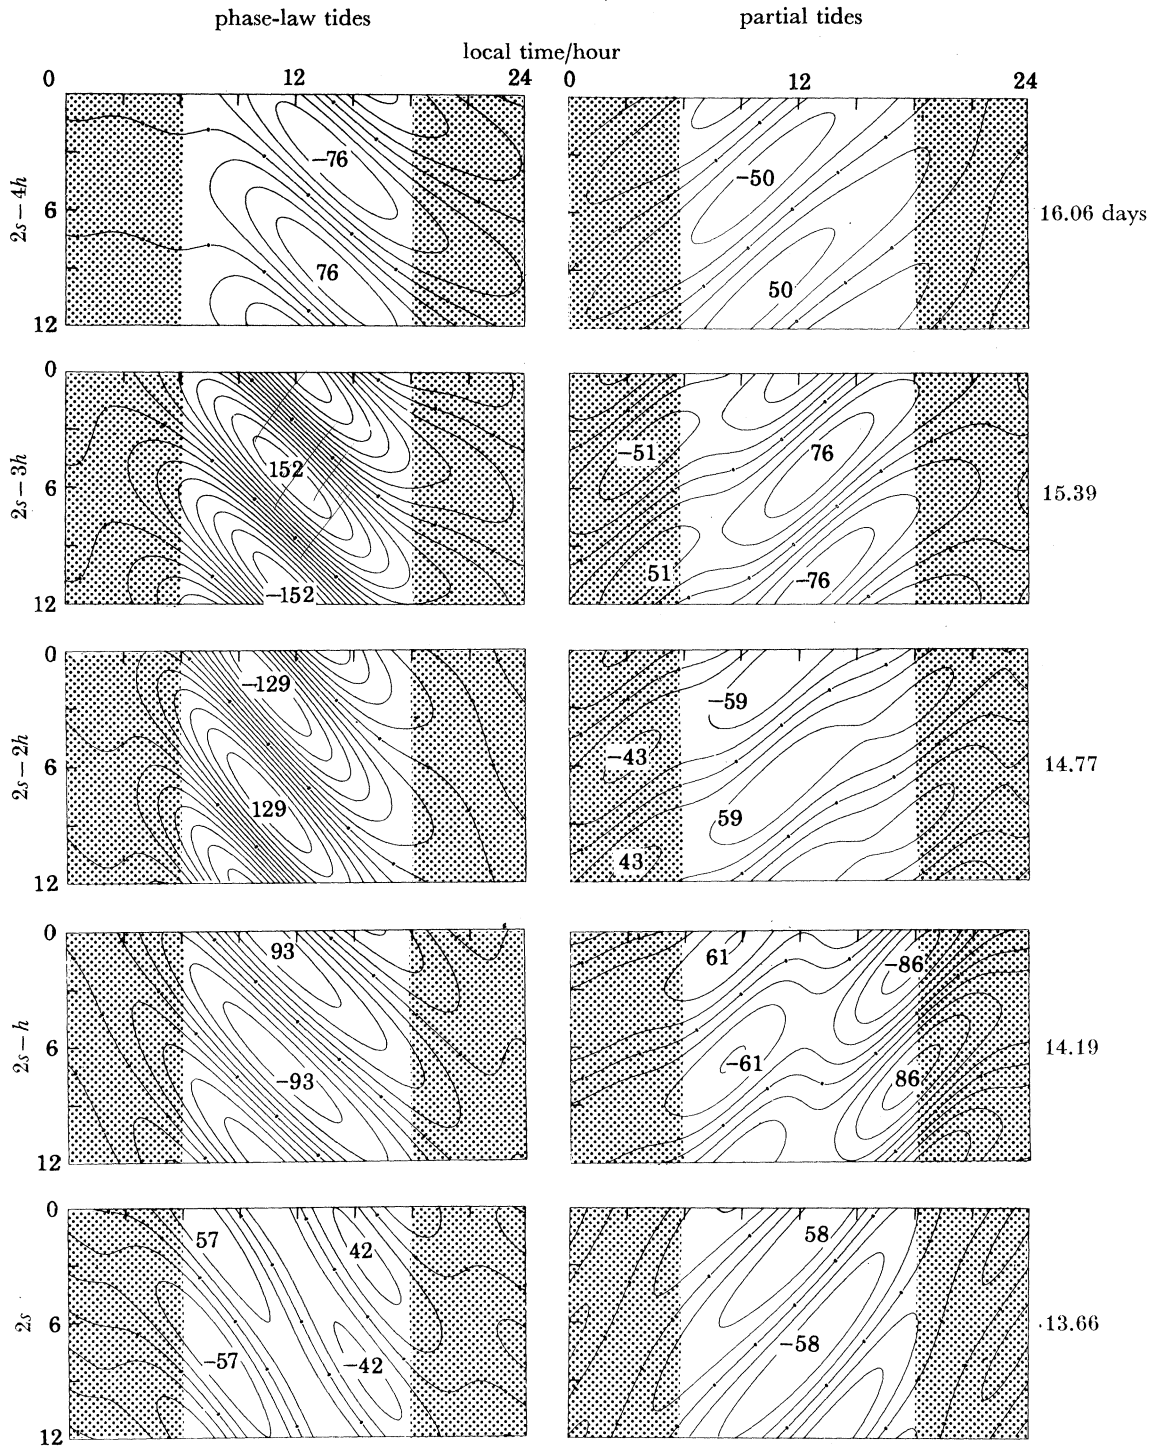 phase-law tides partial tides
local time/hour
0 12 24 0 12 24
-76 -50
2s – 4h 6 16.06 days
76 50
12
0
-51 76
152
2s – 3h 6 15.39
51 -76
-152
12
0
-129 -59
-43
2s – 2h 6 14.77
129 59
43
12
0
93 61 -86
2s – h 6 14.19
-93 -61 86
12
0
57 42 58
2s 6 13.66
-57 -42 -58
12